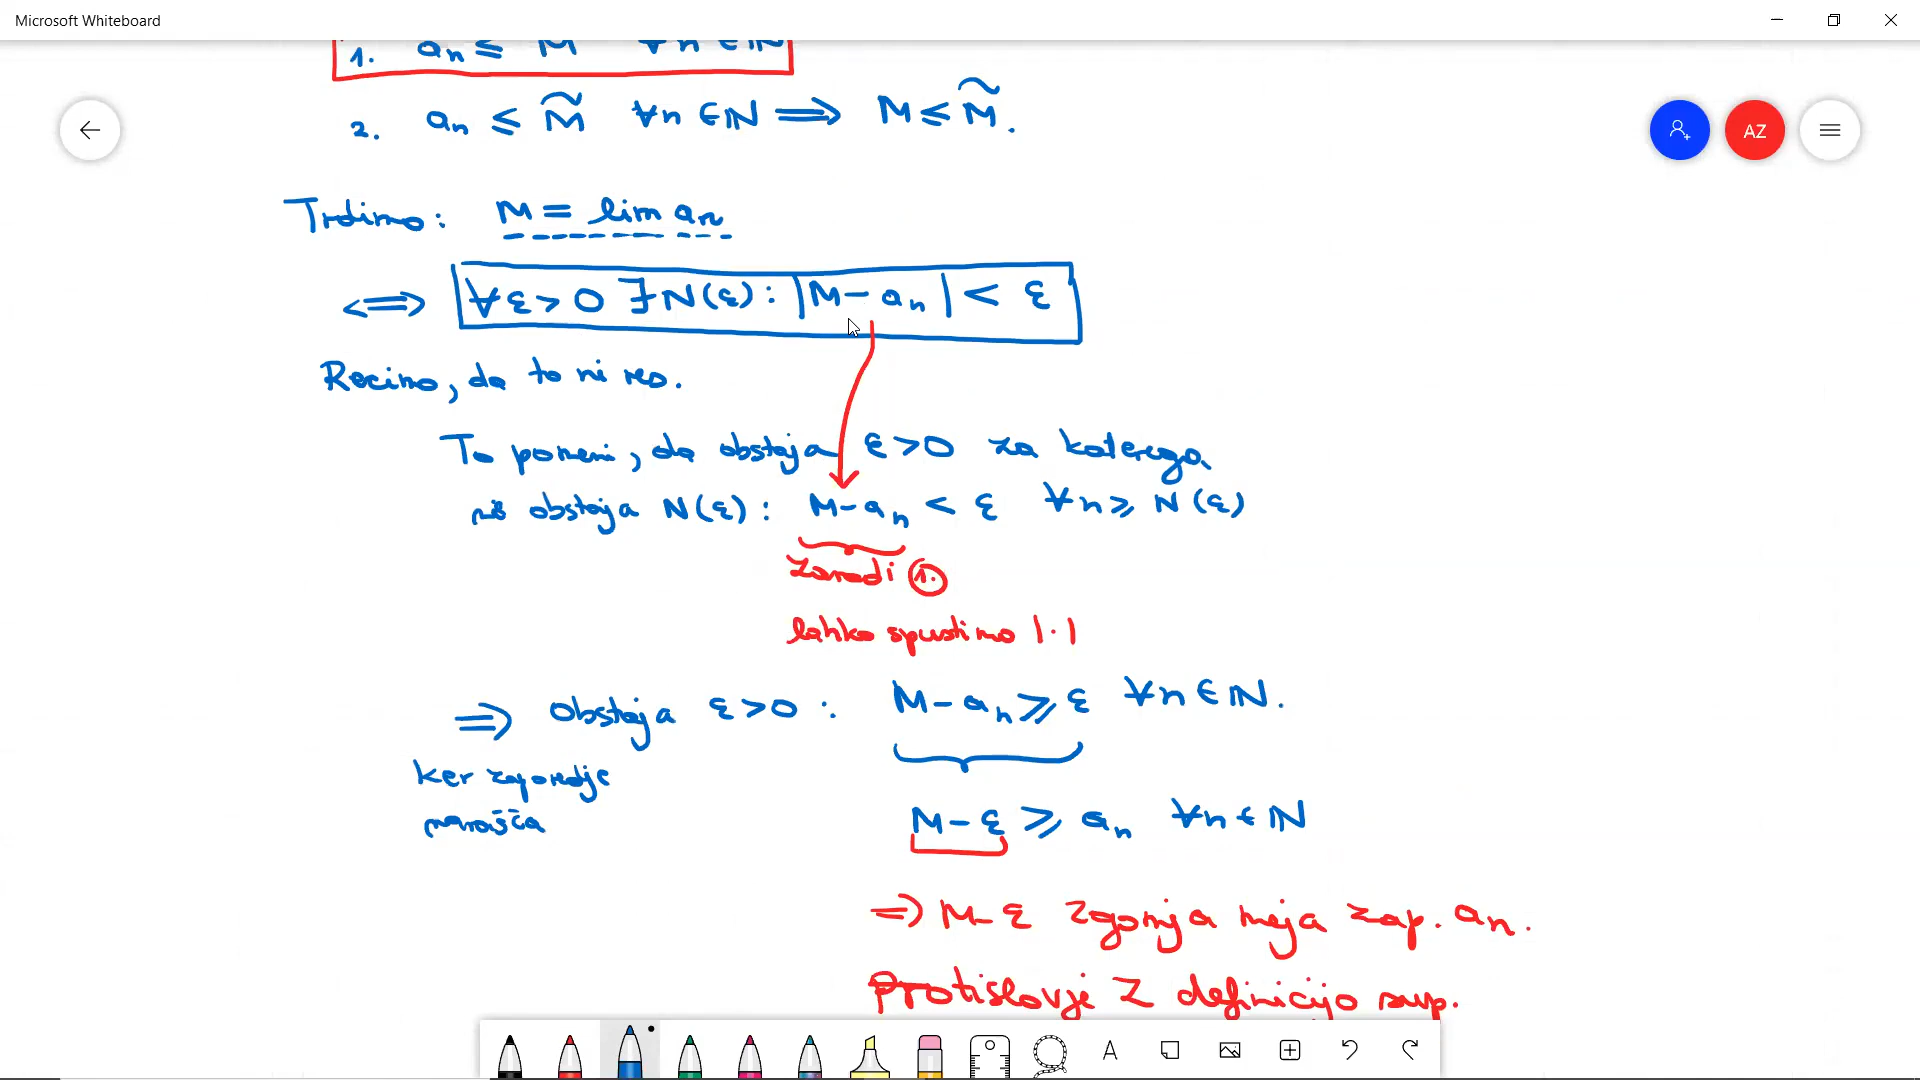 Microsoft Whiteboard
1. aₙ ≤ M ∀n ∈ ℕ
2. aₙ ≤ M̃ ∀n ∈ ℕ ⟹ M ≤ M̃.
AZ
Trdimo: M = lim aₙ
⟺ ∀ε > 0 ∃N(ε): |M - aₙ| < ε
Recimo, da to ni res.
To pomeni, da obstaja ε > 0 za katerega
ne obstaja N(ε): M - aₙ < ε ∀n ≥ N(ε)
Zaradi 1.
lahko spustimo |·|
⟹ Obstaja ε > 0: M - aₙ ≥ ε ∀n ∈ ℕ.
ker zaporedje
narašča
M - ε ≥ aₙ ∀n ∈ ℕ
⟹ M - ε zgornja meja zap. aₙ.
Protislovje z definicijo sup.